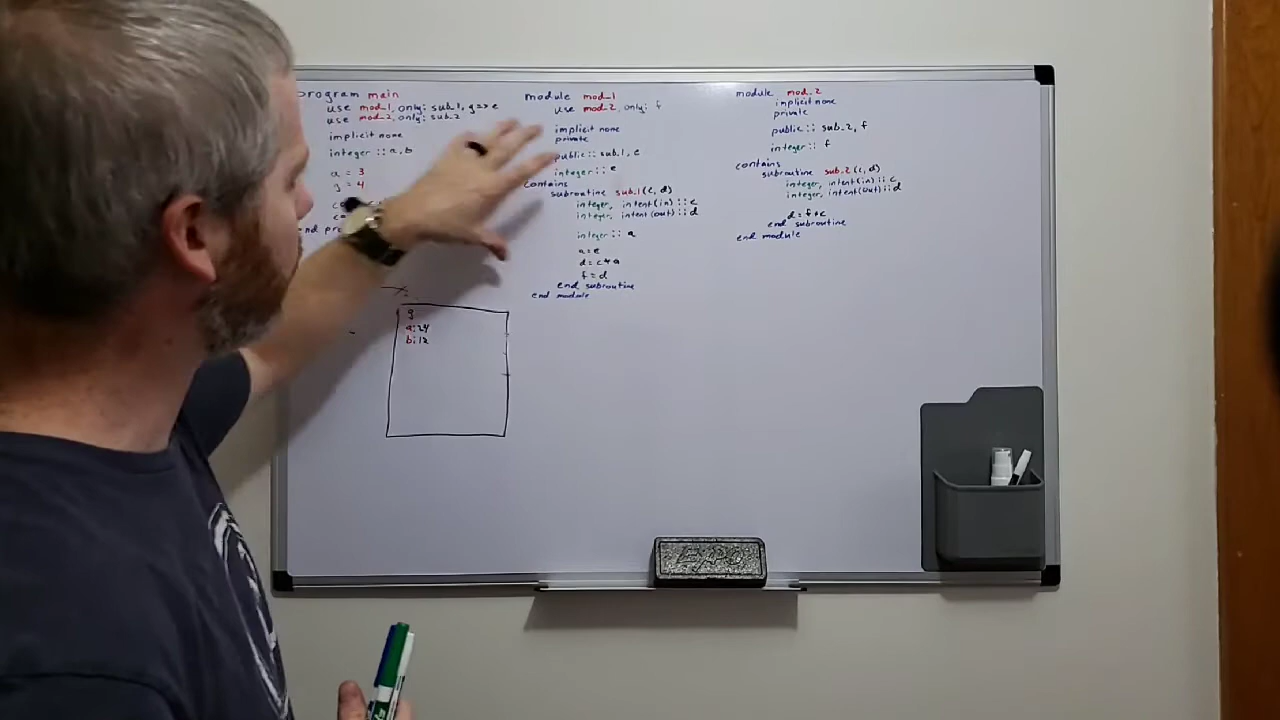 program main
use mod_1, only: sub_1, g=>e
use mod_2, only: sub_2
implicit none
integer :: a, b
a = 3
g = 4
end
g
a: 24
b: 12
module mod_1
use mod_2, only: f
implicit none
private
public :: sub_1, e
integer :: e
contains
subroutine sub_1 (c, d)
integer, intent(in) :: c
integer, intent(out) :: d
integer :: a
a = e
d = c * a
f = d
end subroutine
end module
module mod_2
implicit none
private
public :: sub_2, f
integer :: f
contains
subroutine sub_2 (c, d)
integer, intent(in) :: c
integer, intent(out) :: d
end subroutine
end module
EXPO